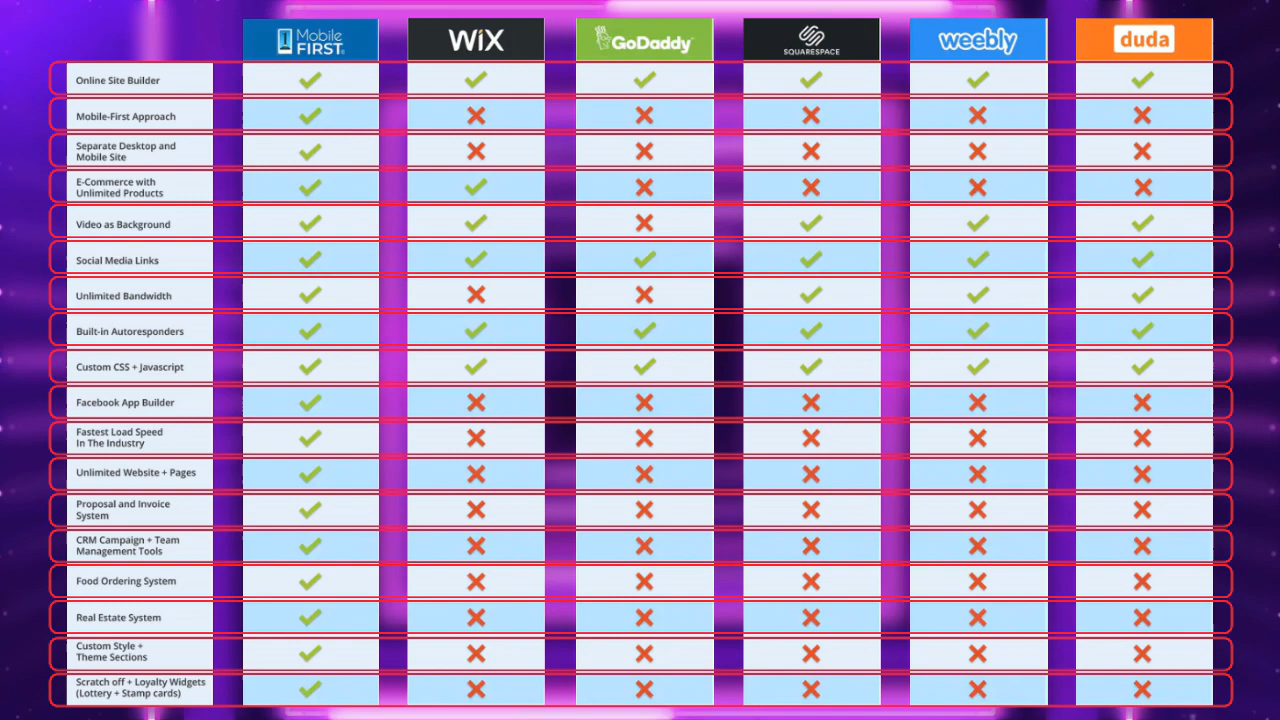 Mobile
FIRST
WiX
GoDaddy
SQUARESPACE
weebly
duda
Online Site Builder
Mobile-First Approach
Separate Desktop and
Mobile Site
E-Commerce with
Unlimited Products
Video as Background
Social Media Links
Unlimited Bandwidth
Built-in Autoresponders
Custom CSS + Javascript
Facebook App Builder
Fastest Load Speed
In The Industry
Unlimited Website + Pages
Proposal and Invoice
System
CRM Campaign + Team
Management Tools
Food Ordering System
Real Estate System
Custom Style +
Theme Sections
Scratch off + Loyalty Widgets
(Lottery + Stamp cards)